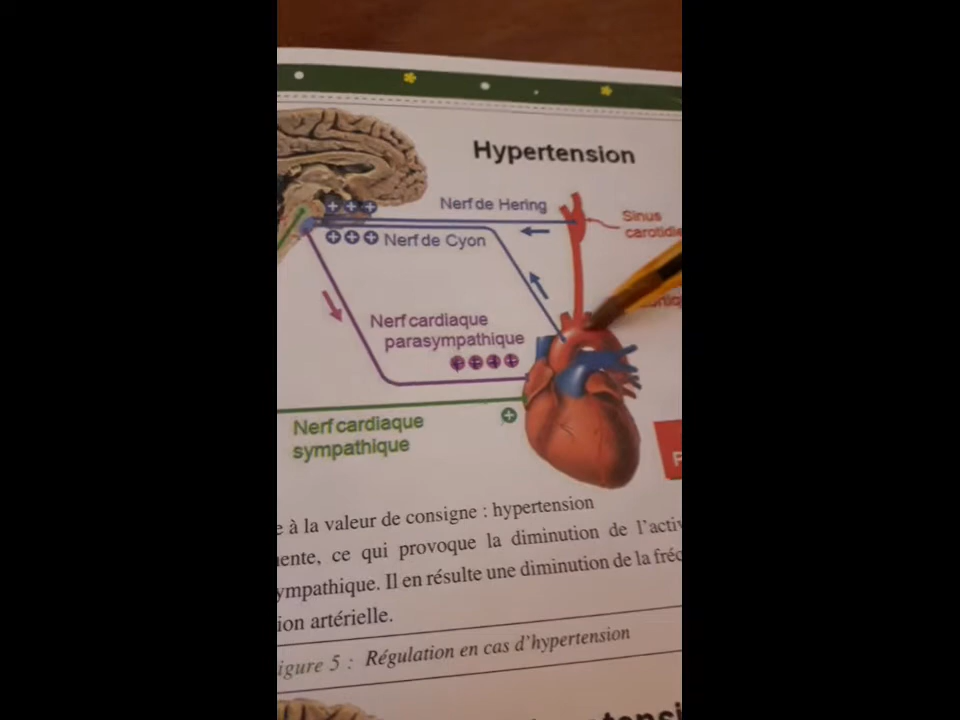 Hypertension
Nerf de Hering
Sinus
Nerf de Cyon
Nerf cardiaque
parasympathique
Nerf cardiaque
sympathique
e à la valeur de consigne : hypertension
ente, ce qui provoque la diminution de l'activ
ympathique. Il en résulte une diminution de la fréq
ion artérielle.
igure 5 : Régulation en cas d'hypertension